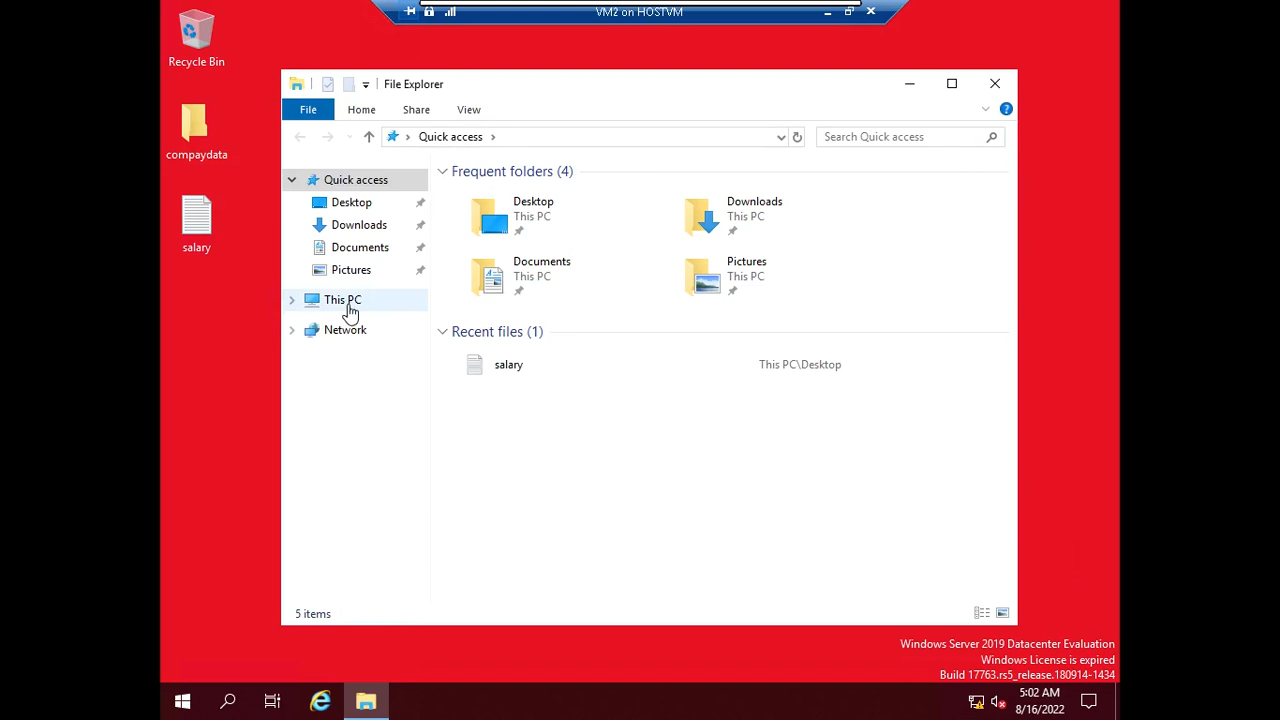 VM2 on HOSTVM
Recycle Bin
compaydata
salary
File Explorer
File
Home
Share
View
Quick access
Search Quick access
Quick access
Desktop
Downloads
Documents
Pictures
This PC
Network
Frequent folders (4)
Desktop
This PC
Downloads
This PC
Documents
This PC
Pictures
This PC
Recent files (1)
salary
This PC\Desktop
5 items
Windows Server 2019 Datacenter Evaluation
Windows License is expired
Build 17763.rs5_release.180914-1434
5:02 AM
8/16/2022